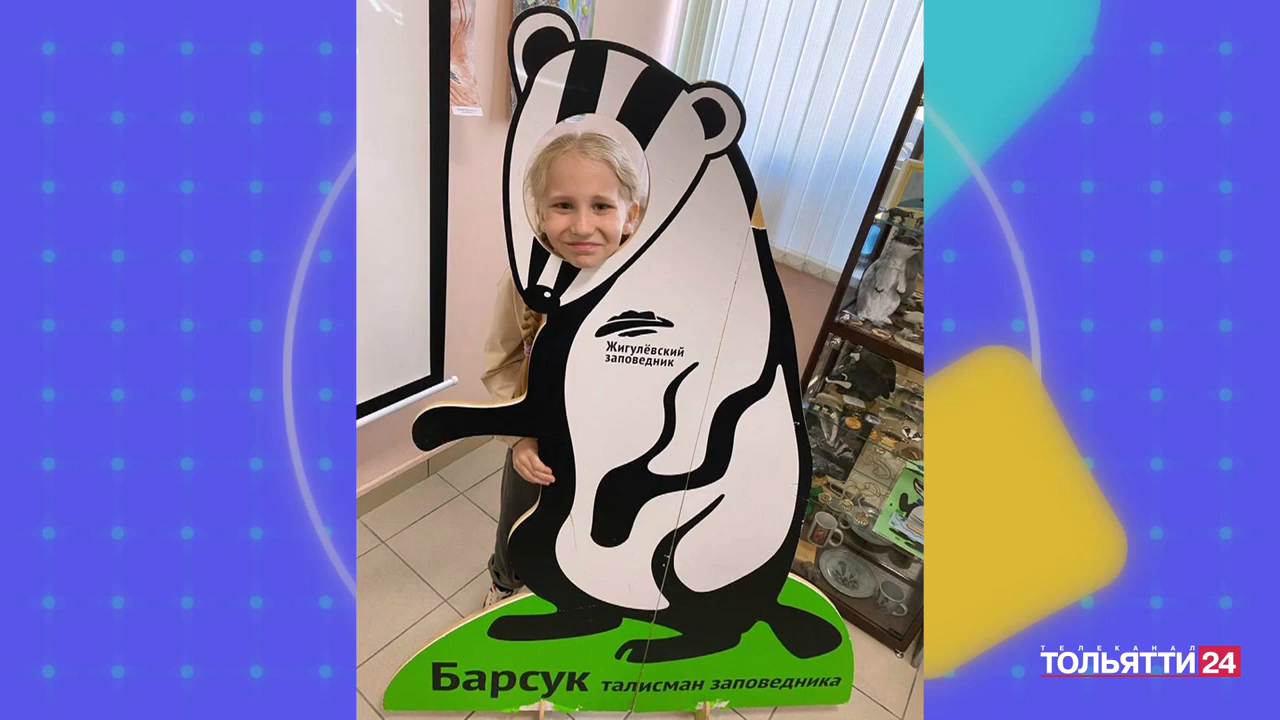 Жигулёвский
заповедник
Барсук талисман заповедника
ТЕЛЕКАНАЛ
ТОЛЬЯТТИ 24